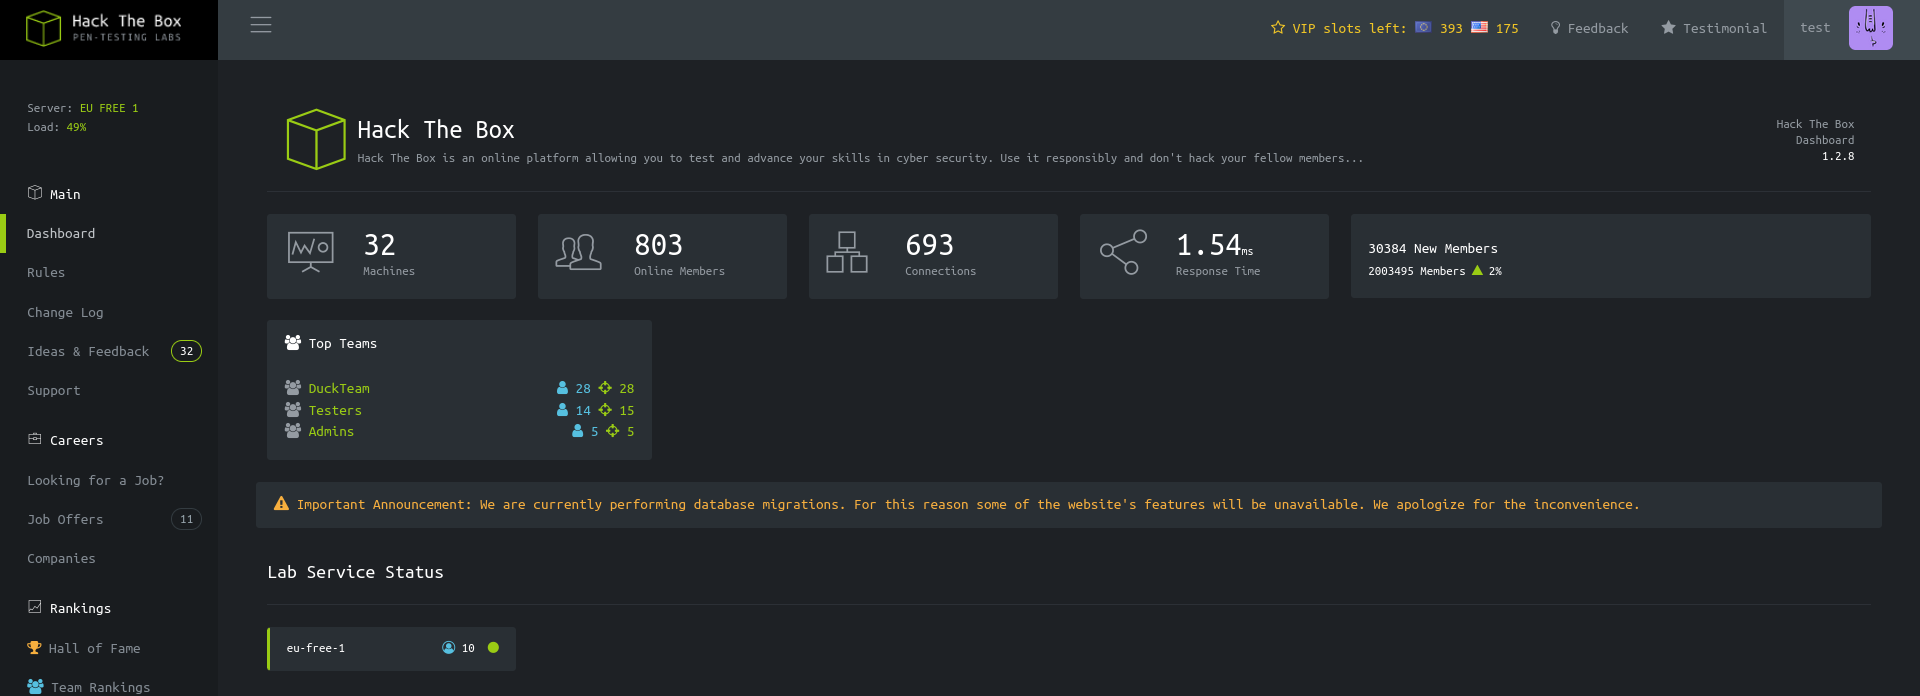 Hack The Box
PEN-TESTING LABS
VIP slots left: 393 175
Feedback
Testimonial
test
Server: EU FREE 1
Load: 49%
Main
Dashboard
Rules
Change Log
Ideas & Feedback 32
Support
Careers
Looking for a Job?
Job Offers 11
Companies
Rankings
Hall of Fame
Team Rankings
Hack The Box
Hack The Box is an online platform allowing you to test and advance your skills in cyber security. Use it responsibly and don't hack your fellow members...
Hack The Box
Dashboard
1.2.8
32
Machines
803
Online Members
693
Connections
1.54ms
Response Time
30384 New Members
2003495 Members 2%
Top Teams
DuckTeam 28 28
Testers 14 15
Admins 5 5
Important Announcement: We are currently performing database migrations. For this reason some of the website's features will be unavailable. We apologize for the inconvenience.
Lab Service Status
eu-free-1 10